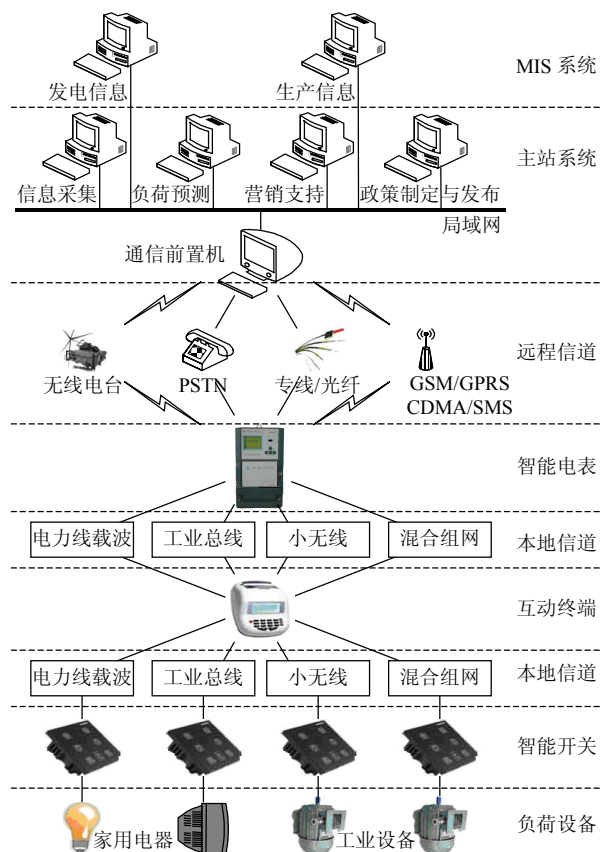 MIS 系统
发电信息
生产信息
主站系统
信息采集
负荷预测
营销支持
政策制定与发布
局域网
通信前置机
远程信道
无线电台
PSTN
专线/光纤
GSM/GPRS
CDMA/SMS
智能电表
电力线载波
工业总线
小无线
混合组网
本地信道
互动终端
电力线载波
工业总线
小无线
混合组网
本地信道
智能开关
负荷设备
家用电器
工业设备